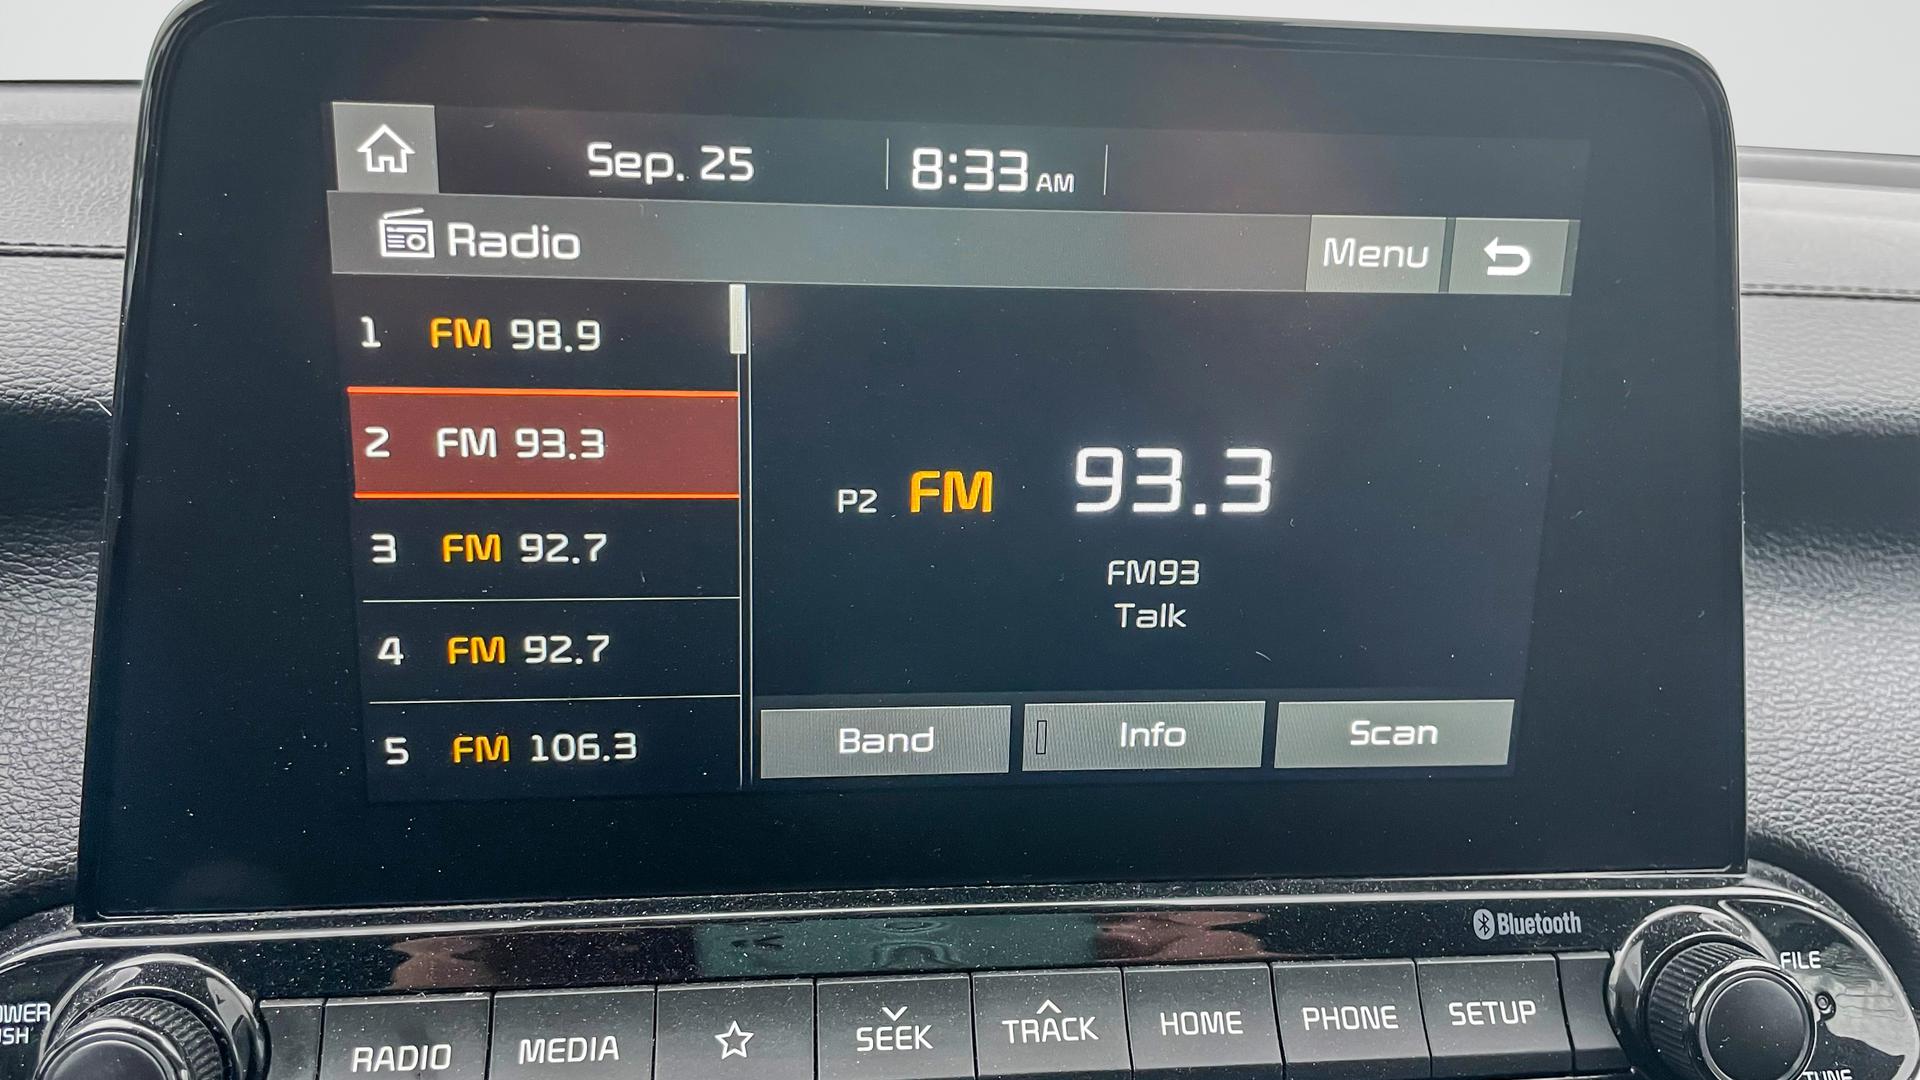 Sep. 25 8:33 AM
Radio Menu
1 FM 98.9
2 FM 93.3
3 FM 92.7
4 FM 92.7
5 FM 106.3
P2 FM 93.3
FM93
Talk
Band Info Scan
Bluetooth
FILE
RADIO MEDIA SEEK TRACK HOME PHONE SETUP
TUNE